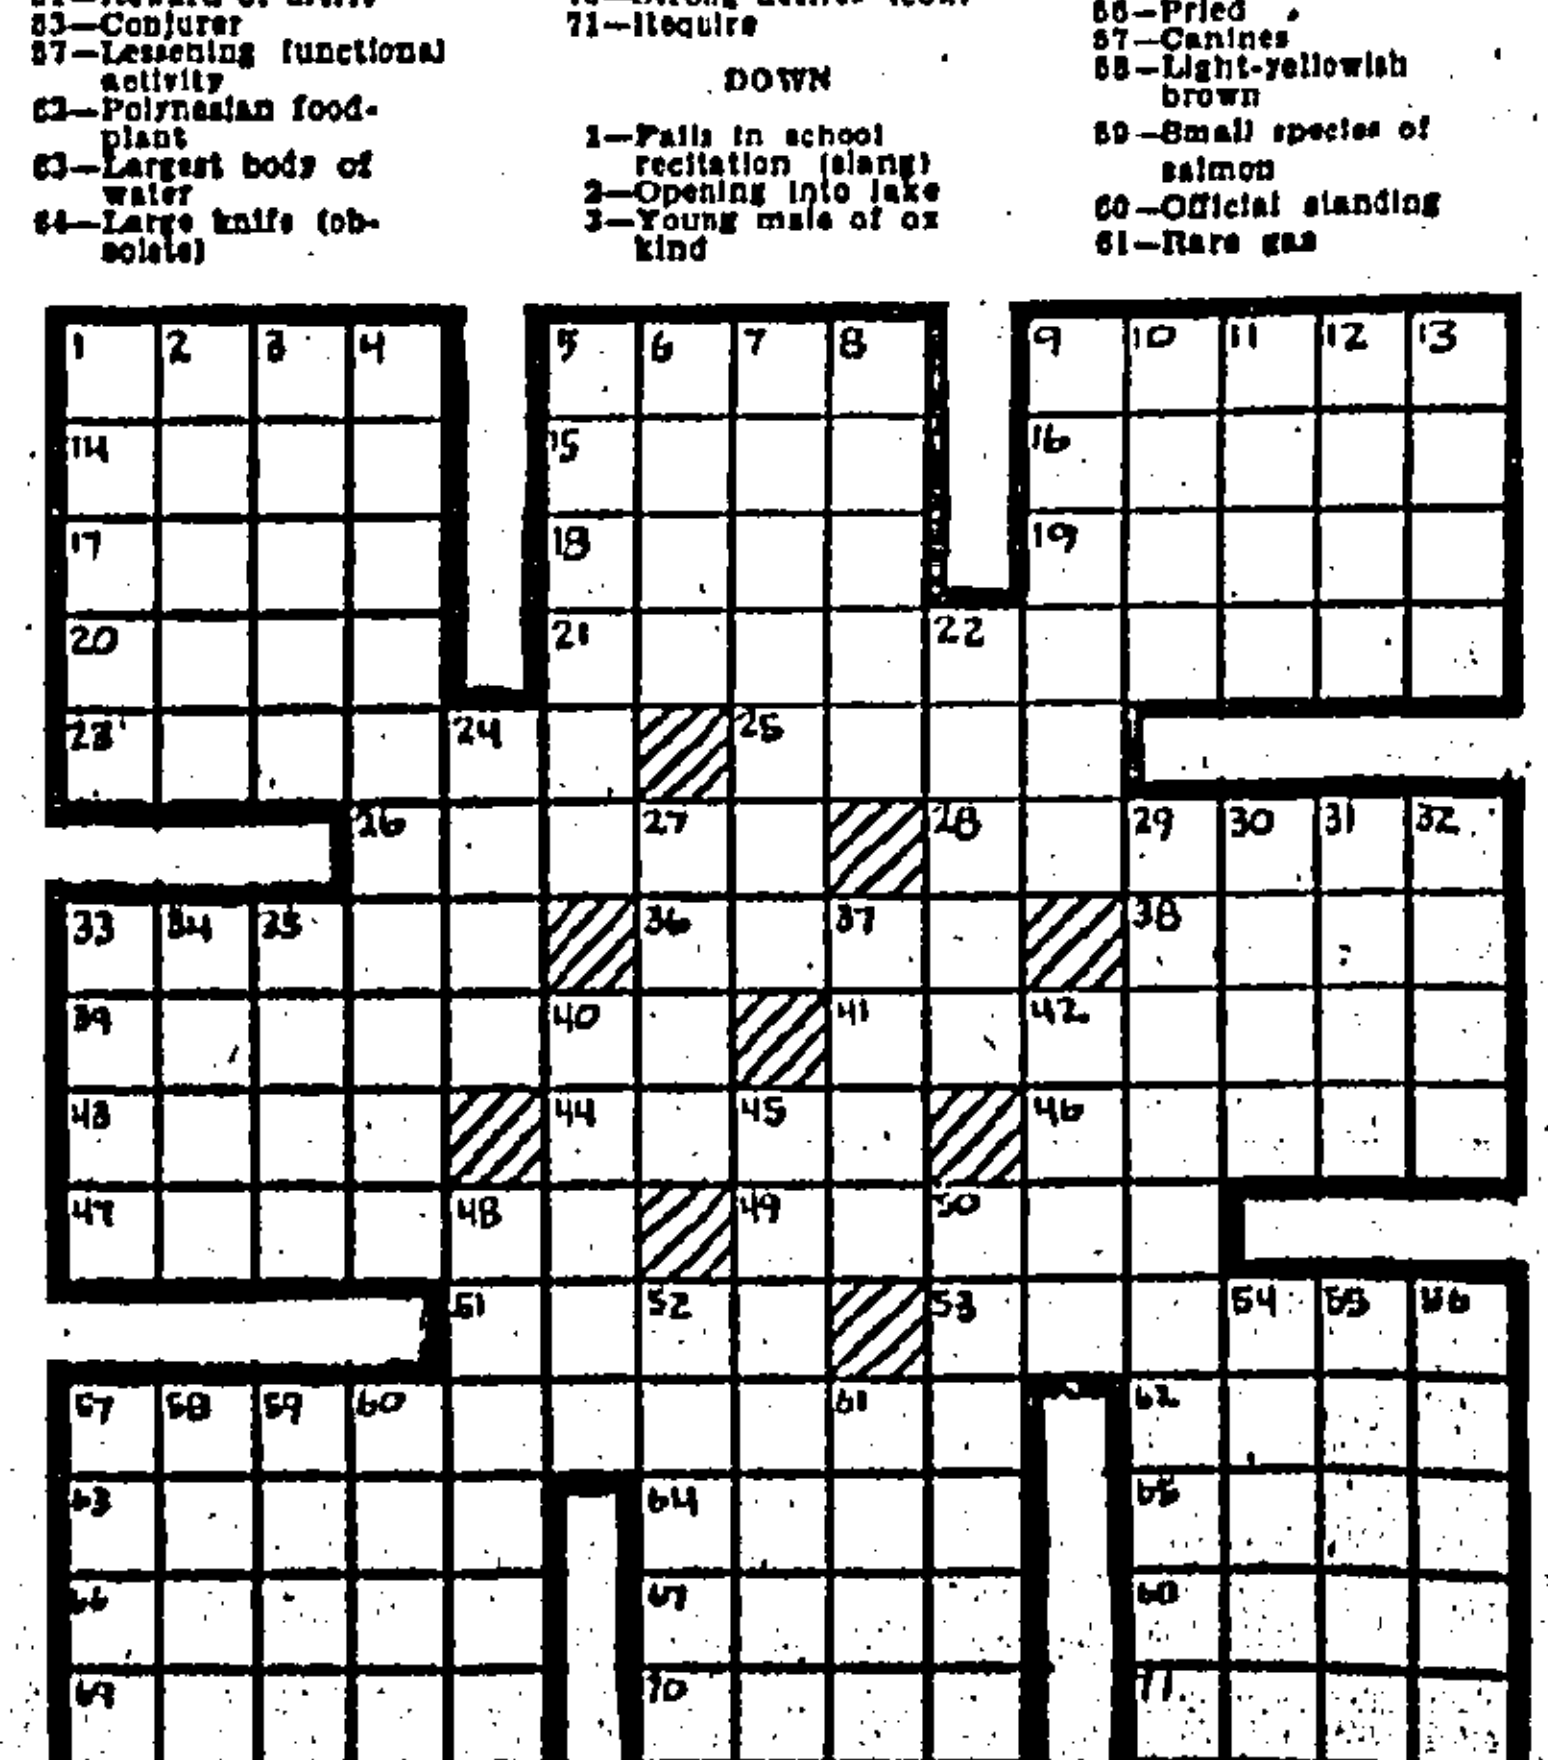 53—Conjurer
57—Lessening functional
activity
62—Polynesian food-
plant
63—Largest body of
water
64—Large knife (ob-
solete)
71—Require
DOWN
1—Fails in school
recitation (slang)
2—Opening into lake
3—Young male of ox
kind
56—Pried
57—Canines
58—Light-yellowish
brown
59—Small species of
salmon
60—Official standing
61—Rare gas
1 2 3 4 5 6 7 8 9 10 11 12 13
14 15 16
17 18 19
20 21 22
23 24 25
26 27 28 29 30 31 32
33 34 35 36 37 38
39 40 41 42
43 44 45 46
47 48 49 50
51 52 53 54 55 56
57 58 59 60 61 62
63 64 65
66 67 68
69 70 71